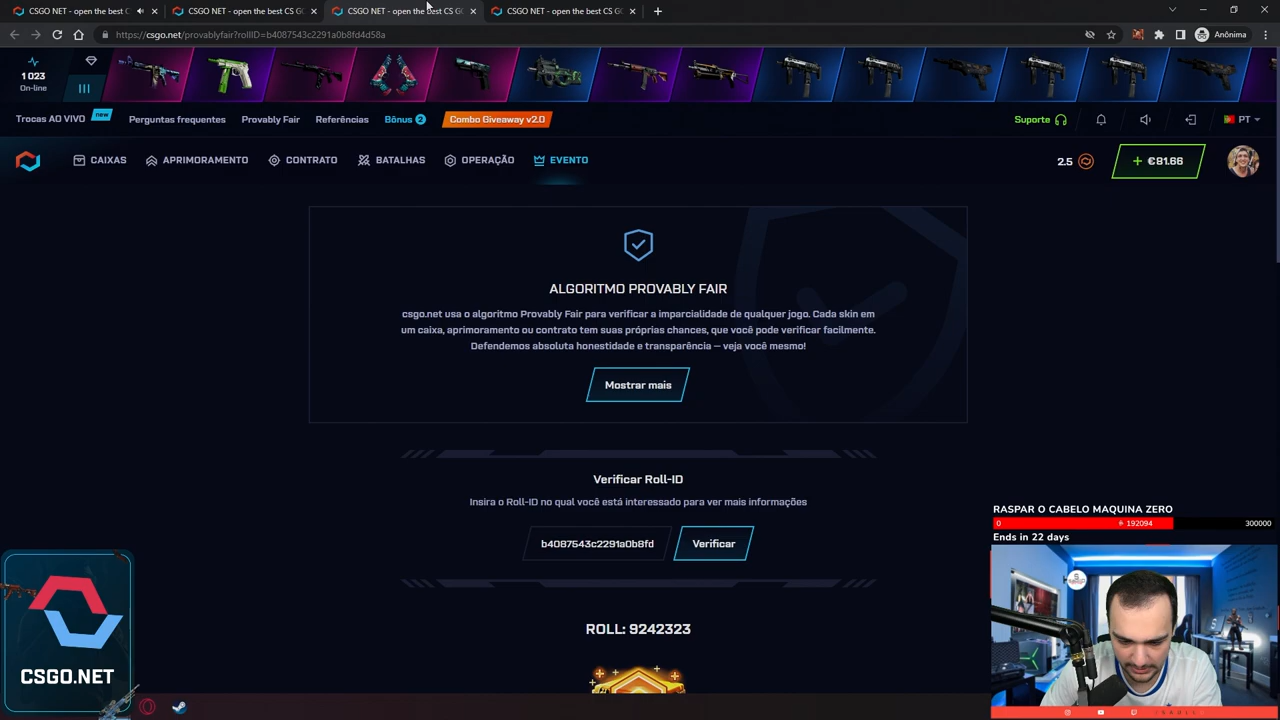 CSGO NET - open the best C
CSGO NET - open the best CS G
CSGO NET - open the best CS G
CSGO NET - open the best CS G
https://csgo.net/provablyfair?rollID=b4087543c2291a0b8fd4d58a
Anônima
1 023
On-line
Trocas AO VIVO new
Perguntas frequentes
Provably Fair
Referências
Bônus 2
Combo Giveaway v2.0
Suporte
PT
CAIXAS
APRIMORAMENTO
CONTRATO
BATALHAS
OPERAÇÃO
EVENTO
2.5
+ €81.66
ALGORITMO PROVABLY FAIR
csgo.net usa o algoritmo Provably Fair para verificar a imparcialidade de qualquer jogo. Cada skin em
um caixa, aprimoramento ou contrato tem suas próprias chances, que você pode verificar facilmente.
Defendemos absoluta honestidade e transparência – veja você mesmo!
Mostrar mais
Verificar Roll-ID
Insira o Roll-ID no qual você está interessado para ver mais informações
b4087543c2291a0b8fd
Verificar
ROLL: 9242323
RASPAR O CABELO MAQUINA ZERO
0
192094
300000
Ends in 22 days
CSGO.NET